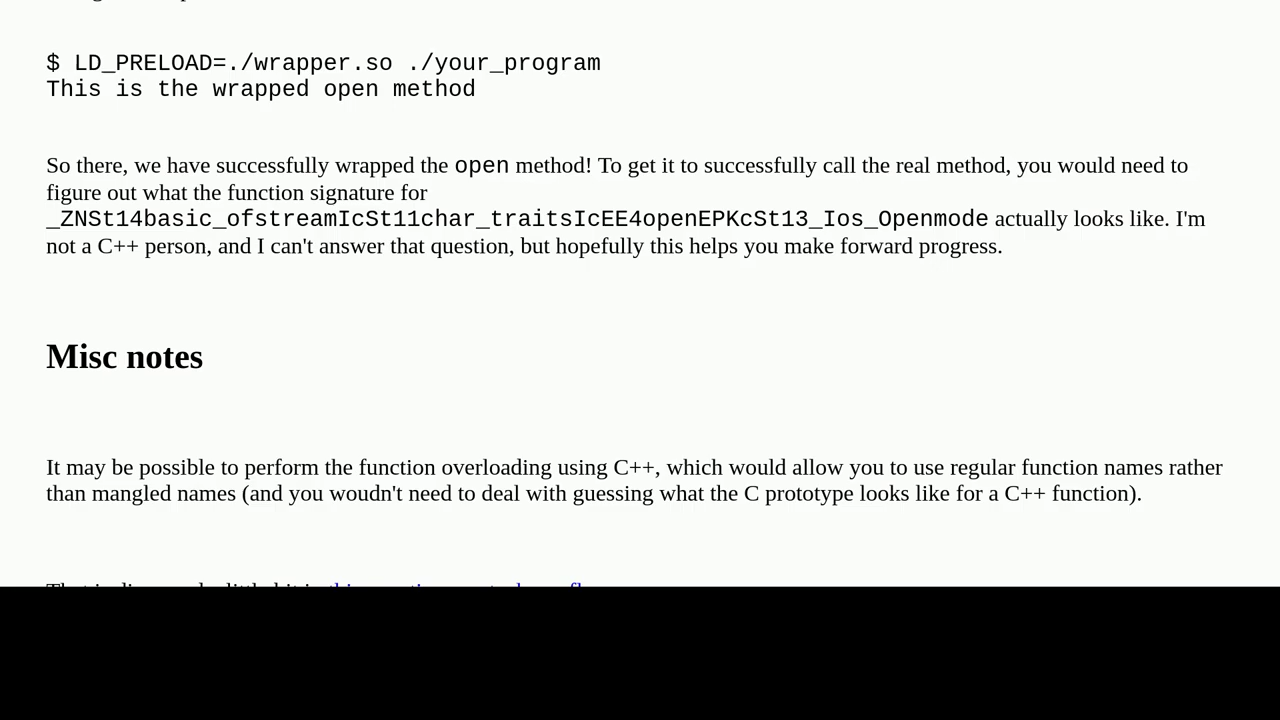 $ LD_PRELOAD=./wrapper.so ./your_program
This is the wrapped open method
So there, we have successfully wrapped the open method! To get it to successfully call the real method, you would need to
figure out what the function signature for
_ZNSt14basic_ofstreamIcSt11char_traitsIcEE4openEPKcSt13_Ios_Openmode actually looks like. I'm
not a C++ person, and I can't answer that question, but hopefully this helps you make forward progress.
Misc notes
It may be possible to perform the function overloading using C++, which would allow you to use regular function names rather
than mangled names (and you woudn't need to deal with guessing what the C prototype looks like for a C++ function).